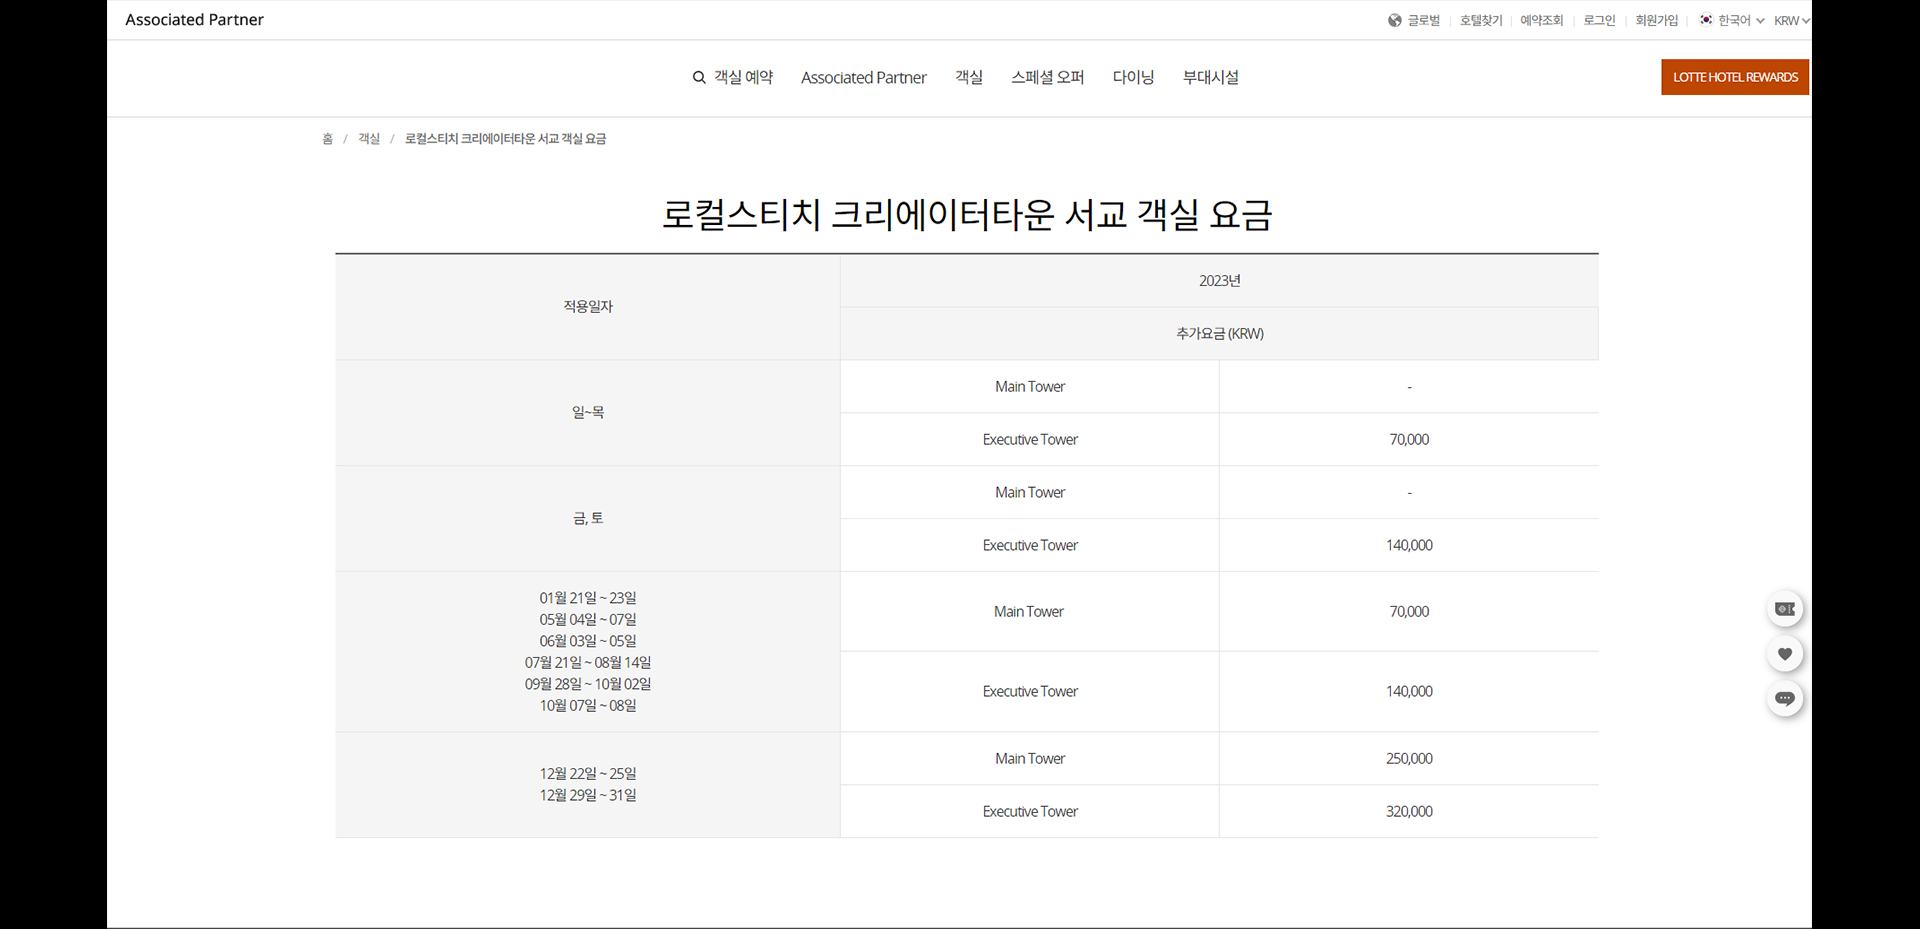 Associated Partner
글로벌 호텔찾기 예약조회 로그인 회원가입 한국어 KRW
객실 예약 Associated Partner 객실 스페셜 오퍼 다이닝 부대시설
LOTTE HOTEL REWARDS
홈 / 객실 / 로컬스티치 크리에이터타운 서교 객실 요금
로컬스티치 크리에이터타운 서교 객실 요금
적용일자
2023년
추가요금 (KRW)
일~목
Main Tower -
Executive Tower 70,000
금, 토
Main Tower -
Executive Tower 140,000
01월 21일 ~ 23일
05월 04일 ~ 07일
06월 03일 ~ 05일
07월 21일 ~ 08월 14일
09월 28일 ~ 10월 02일
10월 07일 ~ 08일
Main Tower 70,000
Executive Tower 140,000
12월 22일 ~ 25일
12월 29일 ~ 31일
Main Tower 250,000
Executive Tower 320,000